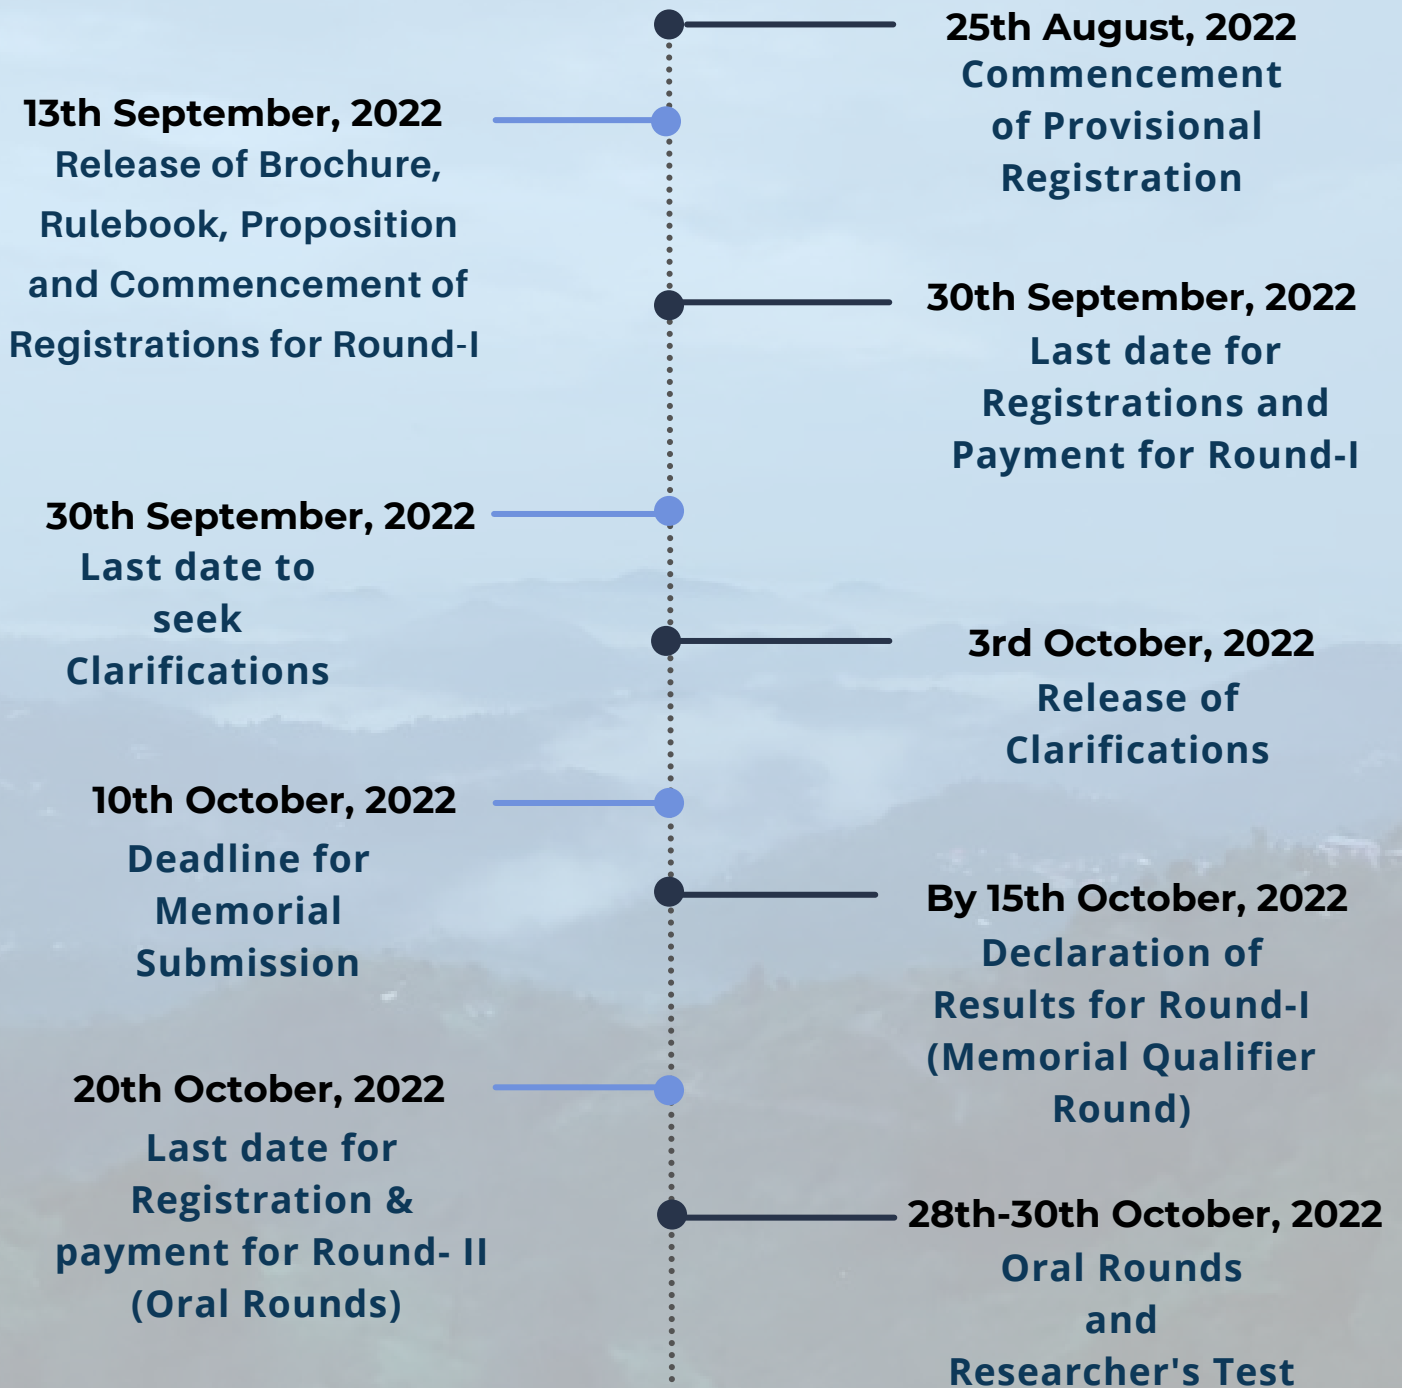 25th August, 2022
Commencement
of Provisional
Registration
13th September, 2022
Release of Brochure,
Rulebook, Proposition
and Commencement of
Registrations for Round-I
30th September, 2022
Last date for
Registrations and
Payment for Round-I
30th September, 2022
Last date to
seek
Clarifications
3rd October, 2022
Release of
Clarifications
10th October, 2022
Deadline for
Memorial
Submission
By 15th October, 2022
Declaration of
Results for Round-I
(Memorial Qualifier
Round)
20th October, 2022
Last date for
Registration &
payment for Round- II
(Oral Rounds)
28th-30th October, 2022
Oral Rounds
and
Researcher's Test